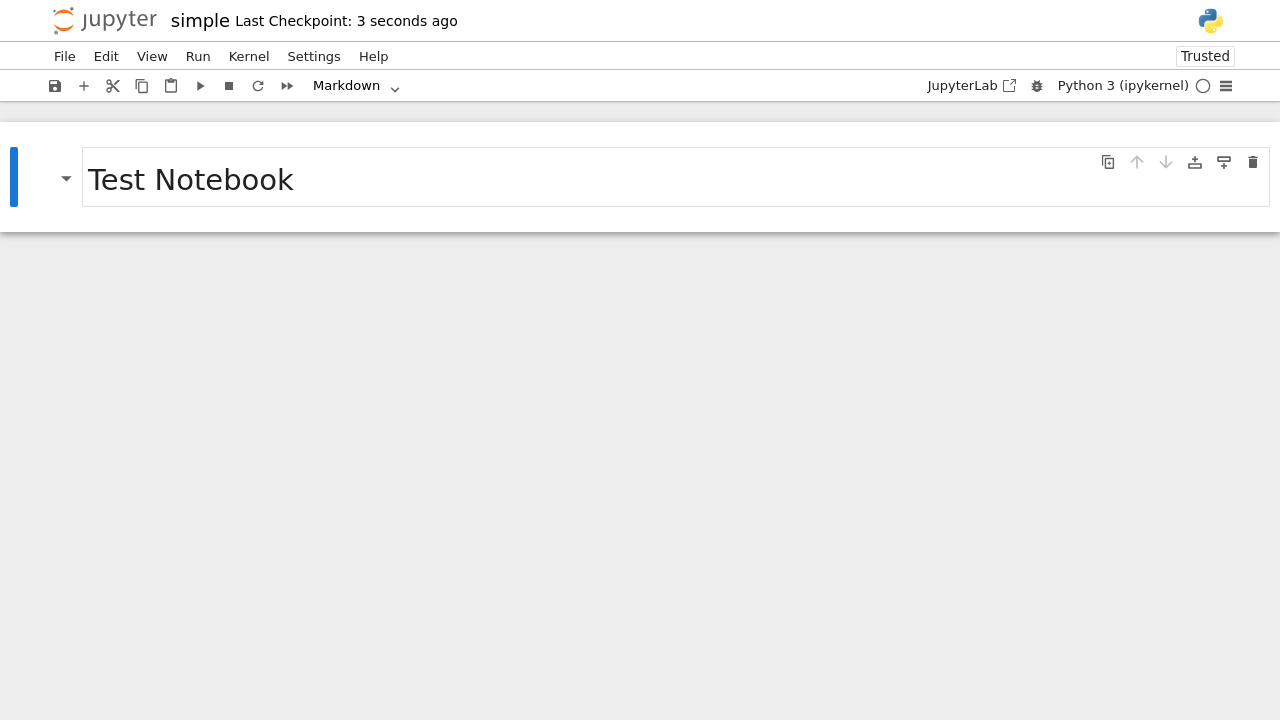 jupyter simple Last Checkpoint: 3 seconds ago
File Edit View Run Kernel Settings Help Trusted
Markdown JupyterLab Python 3 (ipykernel)
Test Notebook